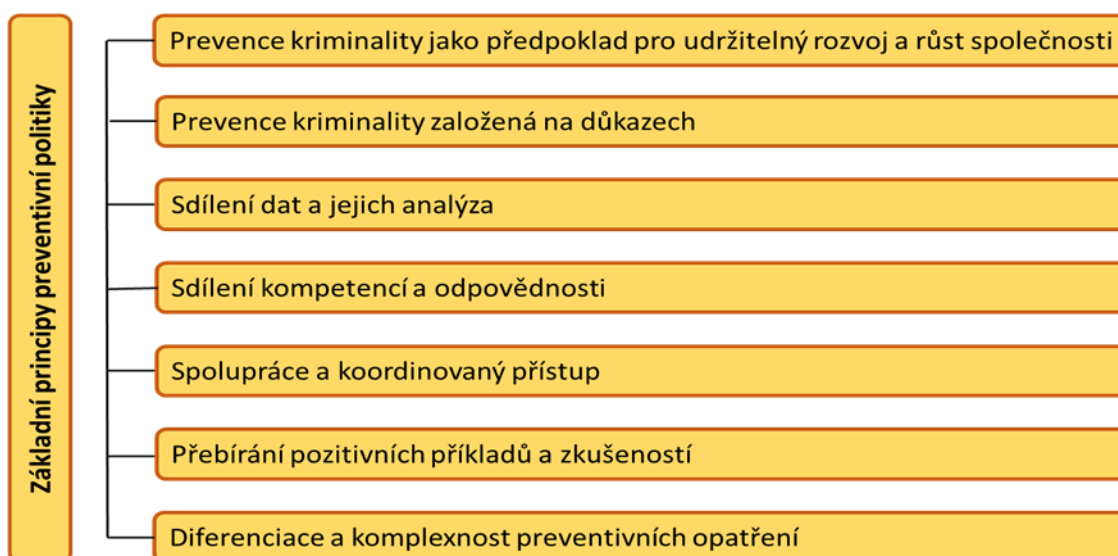 Základní principy preventivní politiky
Prevence kriminality jako předpoklad pro udržitelný rozvoj a růst společnosti
Prevence kriminality založená na důkazech
Sdílení dat a jejich analýza
Sdílení kompetencí a odpovědnosti
Spolupráce a koordinovaný přístup
Přebírání pozitivních příkladů a zkušeností
Diferenciace a komplexnost preventivních opatření